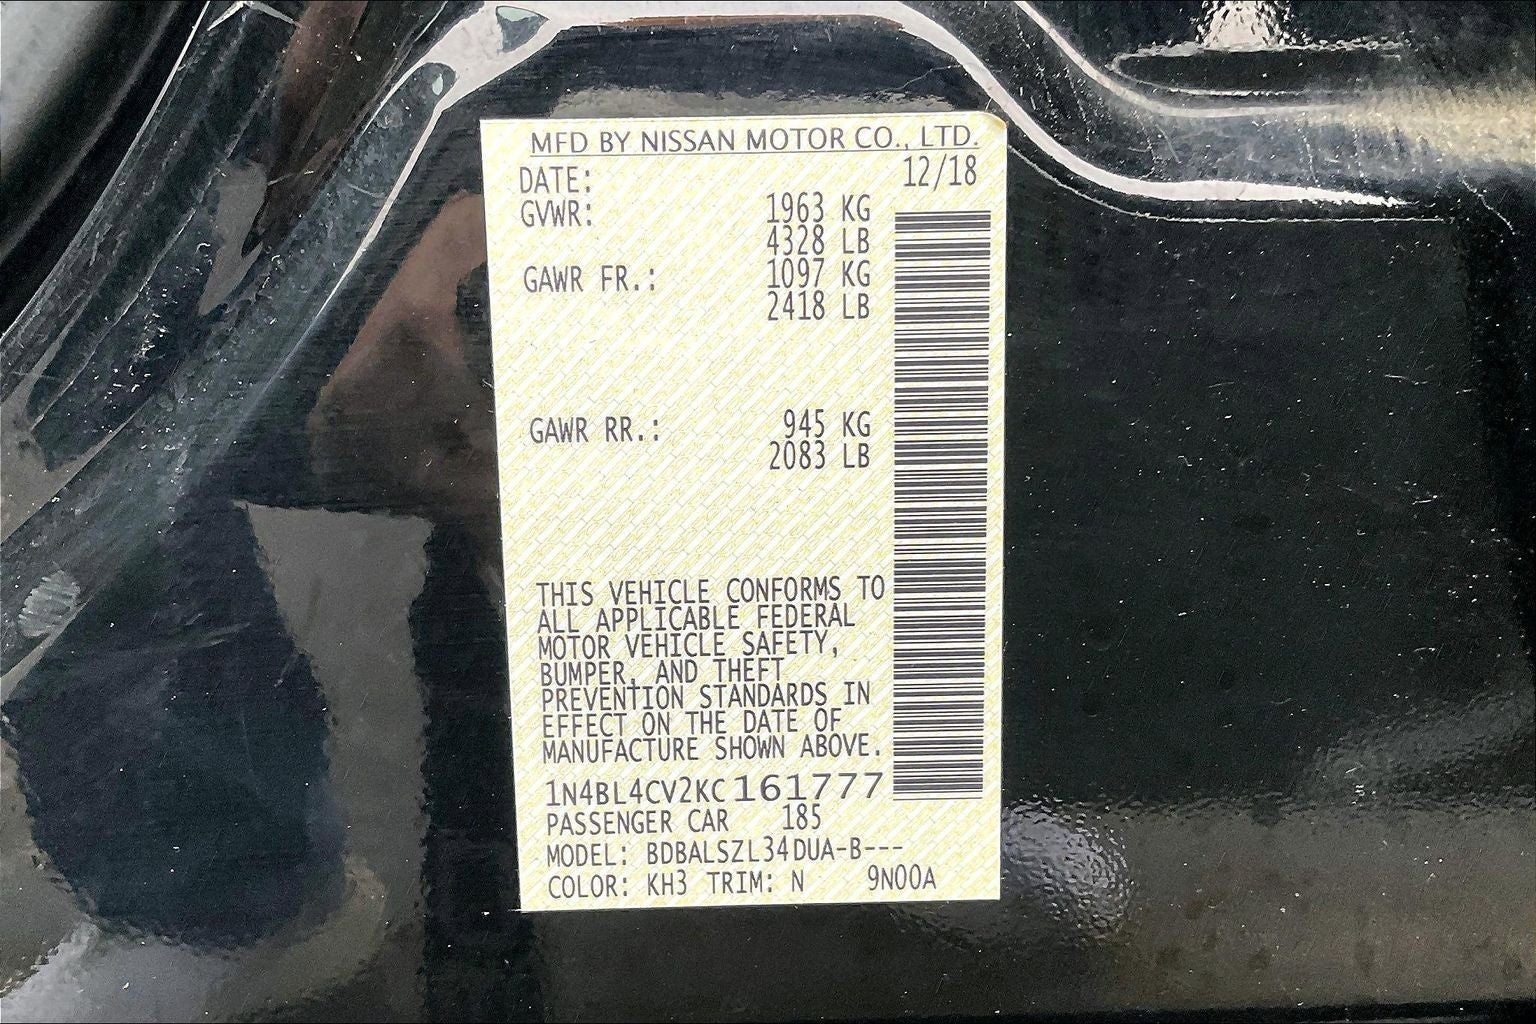 MFD BY NISSAN MOTOR CO., LTD.
DATE: 12/18
GVWR: 1963 KG
4328 LB
GAWR FR.: 1097 KG
2418 LB
GAWR RR.: 945 KG
2083 LB
THIS VEHICLE CONFORMS TO
ALL APPLICABLE FEDERAL
MOTOR VEHICLE SAFETY,
BUMPER, AND THEFT
PREVENTION STANDARDS IN
EFFECT ON THE DATE OF
MANUFACTURE SHOWN ABOVE.
1N4BL4CV2KC161777
PASSENGER CAR 185
MODEL: BDBALSZL34DUA-B---
COLOR: KH3 TRIM: N 9N00A